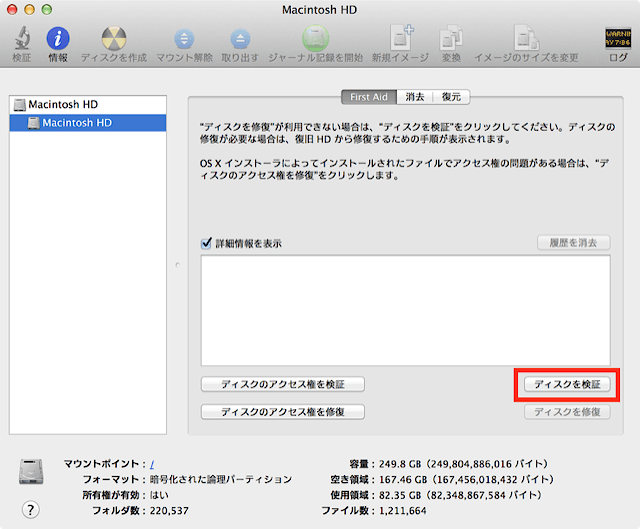 Macintosh HD
検証 情報 ディスクを作成 マウント解除 取り出す ジャーナル記録を開始 新規イメージ 変換 イメージのサイズを変更 ログ
WARNIN
RY 7:86
Macintosh HD
Macintosh HD
First Aid 消去 復元
"ディスクを修復"が利用できない場合は、"ディスクを検証"をクリックしてください。ディスクの
修復が必要な場合は、復旧 HD から修復するための手順が表示されます。
OS X インストーラによってインストールされたファイルでアクセス権の問題がある場合は、"デ
ィスクのアクセス権を修復"をクリックします。
詳細情報を表示 履歴を消去
ディスクのアクセス権を検証 ディスクを検証
ディスクのアクセス権を修復 ディスクを修復
マウントポイント： / 容量：249.8 GB（249,804,886,016 バイト）
フォーマット：暗号化された論理パーティション 空き領域：167.46 GB（167,456,018,432 バイト）
所有権が有効：はい 使用領域：82.35 GB（82,348,867,584 バイト）
フォルダ数：220,537 ファイル数：1,211,664
?